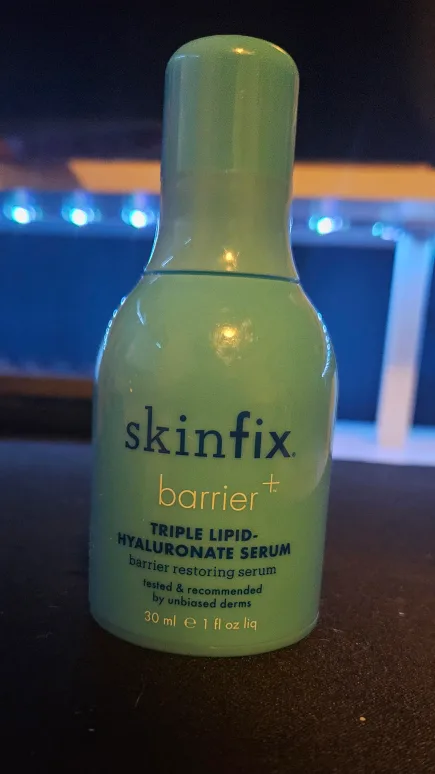 skinfix.
barrier+™
TRIPLE LIPID-
HYALURONATE SERUM
barrier restoring serum
tested & recommended
by unbiased derms
30 ml ℮ 1 fl oz liq